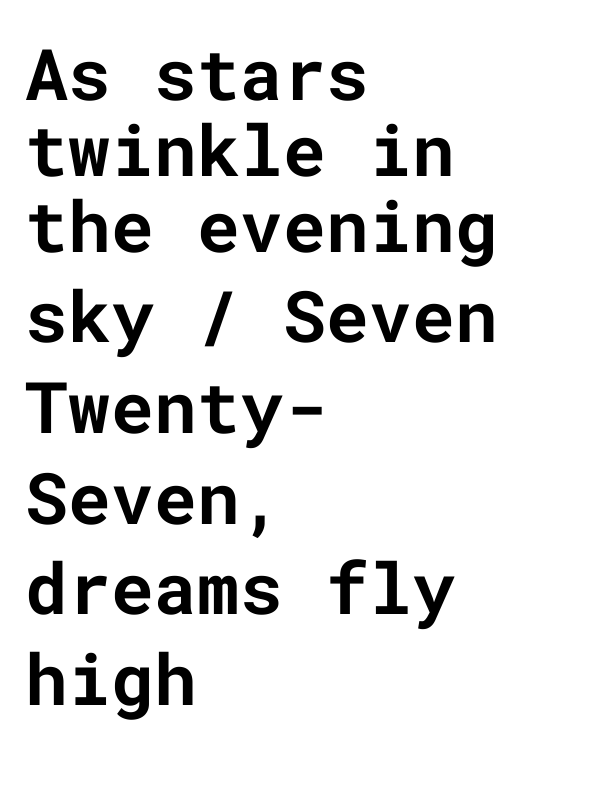 As stars
twinkle in
the evening
sky / Seven
Twenty-
Seven,
dreams fly
high